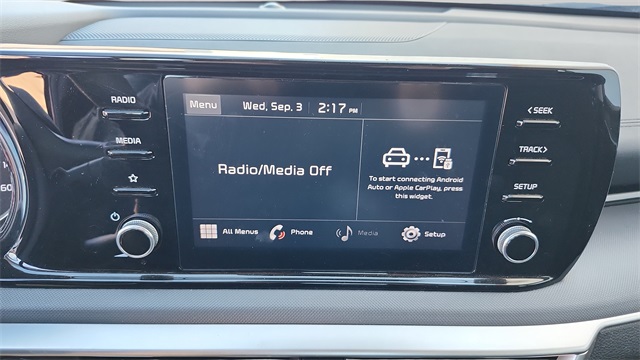 RADIO
MEDIA
Menu
Wed, Sep. 3
2:17 PM
Radio/Media Off
To start connecting Android
Auto or Apple CarPlay, press
this widget.
All Menus
Phone
Media
Setup
< SEEK
TRACK >
SETUP
60